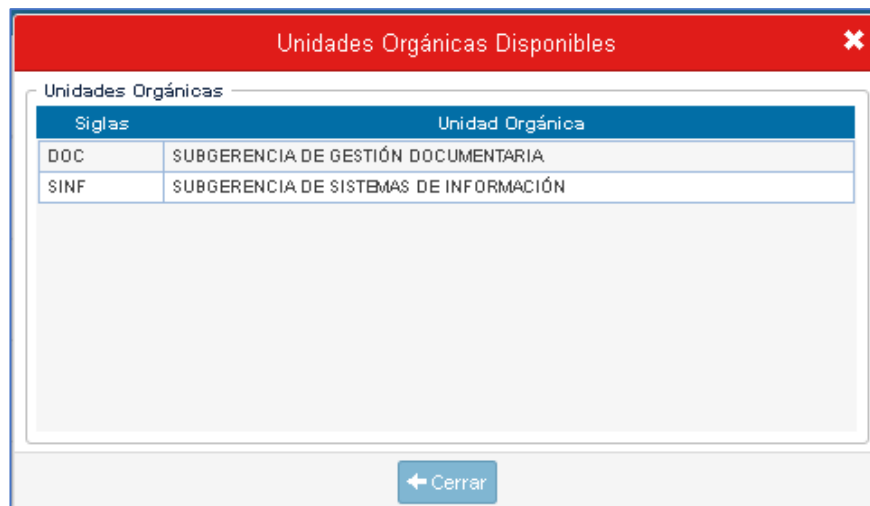 Unidades Orgánicas Disponibles
Unidades Orgánicas
Siglas Unidad Orgánica
DOC SUBGERENCIA DE GESTIÓN DOCUMENTARIA
SINF SUBGERENCIA DE SISTEMAS DE INFORMACIÓN
Cerrar